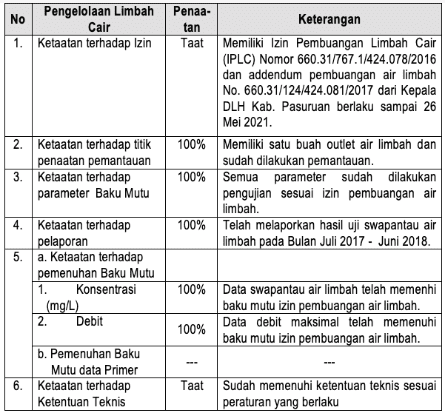 No Pengelolaan Limbah Cair Penaa-tan Keterangan
1. Ketaatan terhadap Izin Taat Memiliki Izin Pembuangan Limbah Cair
(IPLC) Nomor 660.31/767.1/424.078/2016
dan addendum pembuangan air limbah
No. 660.31/124/424.081/2017 dari Kepala
DLH Kab. Pasuruan berlaku sampai 26
Mei 2021.
2. Ketaatan terhadap titik 100% Memiliki satu buah outlet air limbah dan
penaatan pemantauan sudah dilakukan pemantauan.
3. Ketaatan terhadap 100% Semua parameter sudah dilakukan
parameter Baku Mutu pengujian sesuai izin pembuangan air
limbah.
4. Ketaatan terhadap 100% Telah melaporkan hasil uji swapantau air
pelaporan limbah pada Bulan Juli 2017 - Juni 2018.
5. a. Ketaatan terhadap
pemenuhan Baku Mutu
1. Konsentrasi 100% Data swapantau air limbah telah memenhi
(mg/L) baku mutu izin pembuangan air limbah.
2. Debit 100% Data debit maksimal telah memenuhi
baku mutu izin pembuangan air limbah.
b. Pemenuhan Baku --- ---
Mutu data Primer
6. Ketaatan terhadap Taat Sudah memenuhi ketentuan teknis sesuai
Ketentuan Teknis peraturan yang berlaku